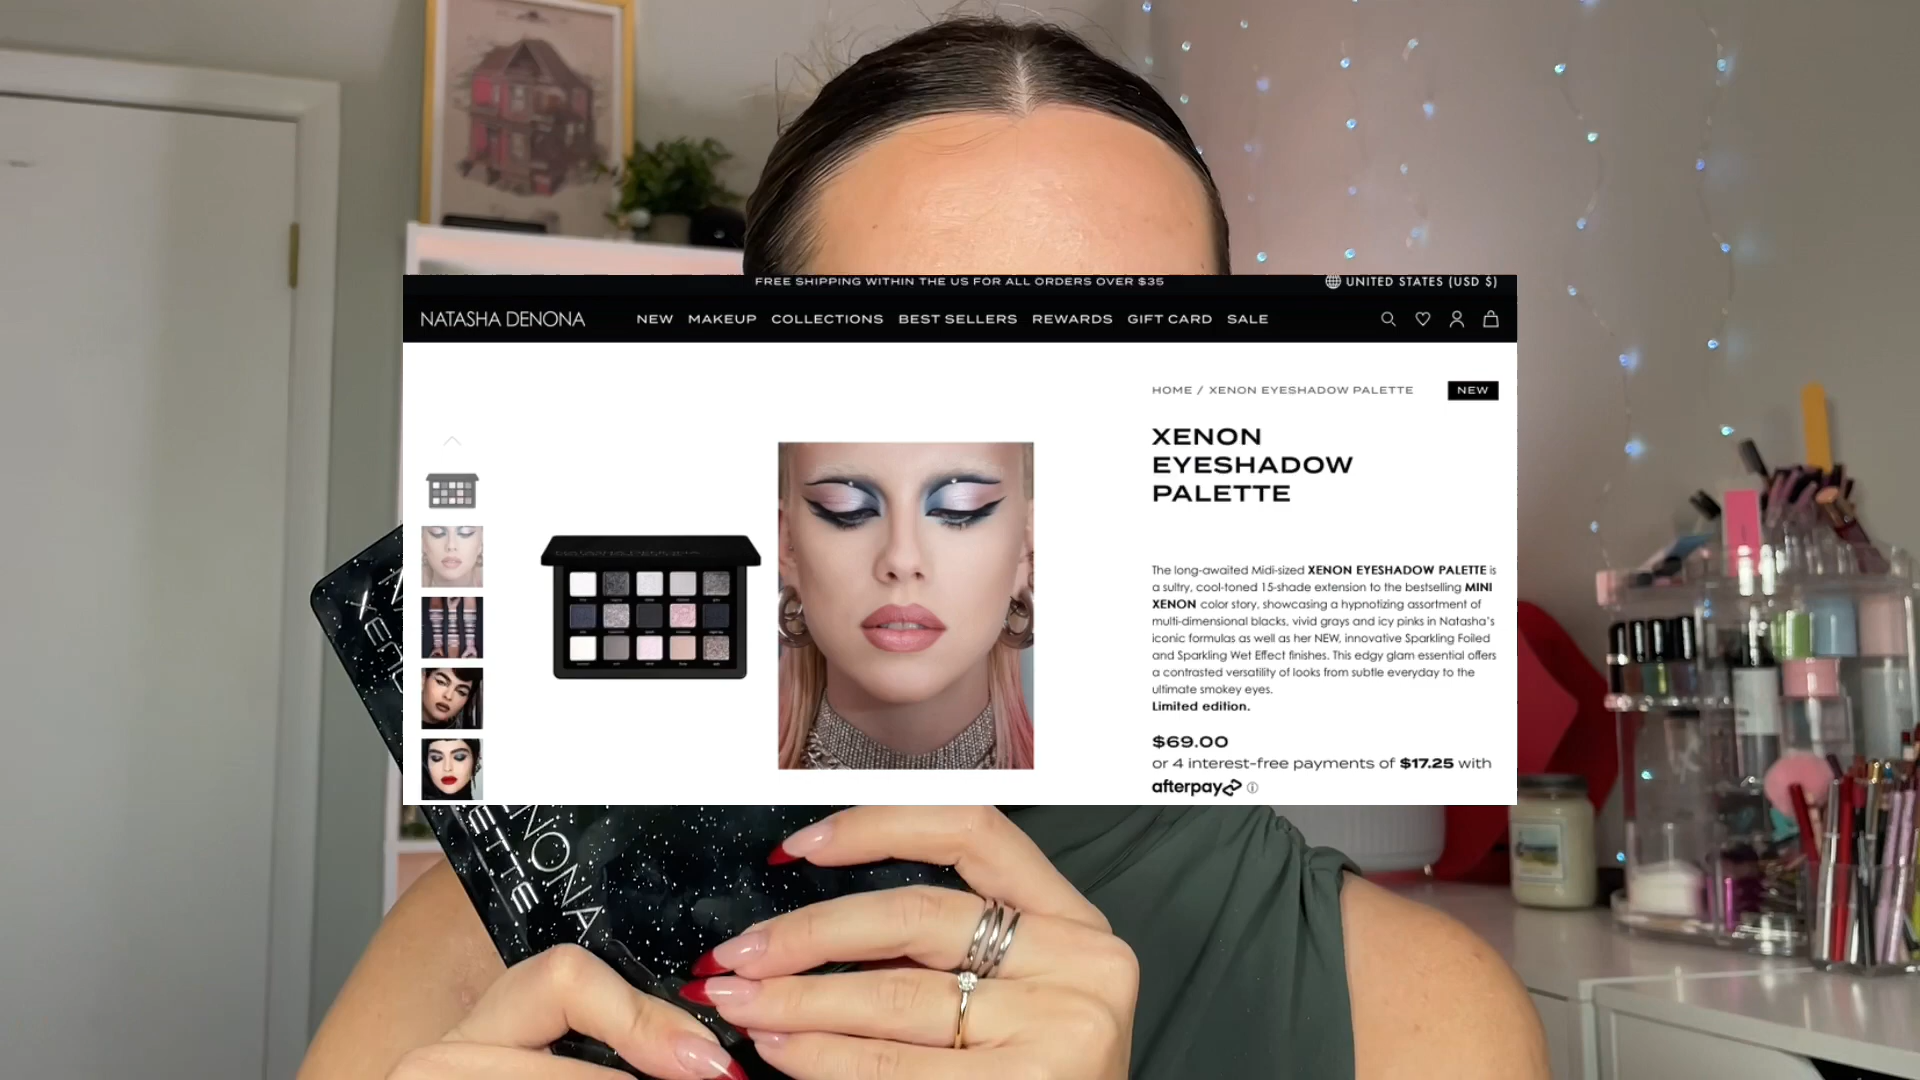 FREE SHIPPING WITHIN THE US FOR ALL ORDERS OVER $35
UNITED STATES (USD $)
NATASHA DENONA
NEW MAKEUP COLLECTIONS BEST SELLERS REWARDS GIFT CARD SALE
HOME / XENON EYESHADOW PALETTE
NEW
XENON
EYESHADOW
PALETTE
The long-awaited Midi-sized XENON EYESHADOW PALETTE is
a sultry, cool-toned 15-shade extension to the bestselling MINI
XENON color story, showcasing a hypnotizing assortment of
multi-dimensional blacks, vivid grays and icy pinks in Natasha's
iconic formulas as well as her NEW, innovative Sparkling Foiled
and Sparkling Wet Effect finishes. This edgy glam essential offers
a contrasted versatility of looks from subtle everyday to the
ultimate smokey eyes.
Limited edition.
$69.00
or 4 interest-free payments of $17.25 with
afterpay